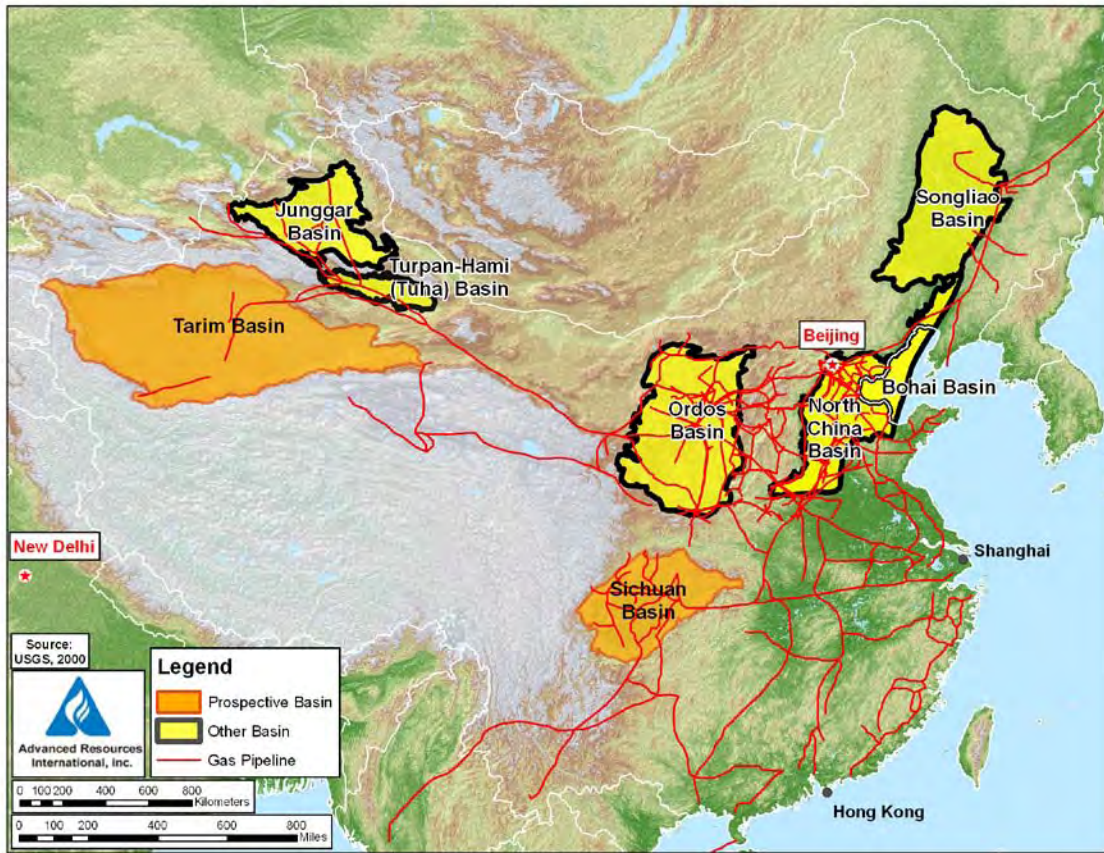 Songliao
Basin
Junggar
Basin
Turpan-Hami
(Tuha) Basin
Tarim Basin
Beijing
Bohai Basin
Ordos
Basin
North
China
Basin
New Delhi
Shanghai
Sichuan
Basin
Source:
USGS, 2000
Advanced Resources
International, Inc.
Legend
Prospective Basin
Other Basin
Gas Pipeline
0 100 200 400 600 800
Kilometers
0 100 200 400 600 800
Miles
Hong Kong